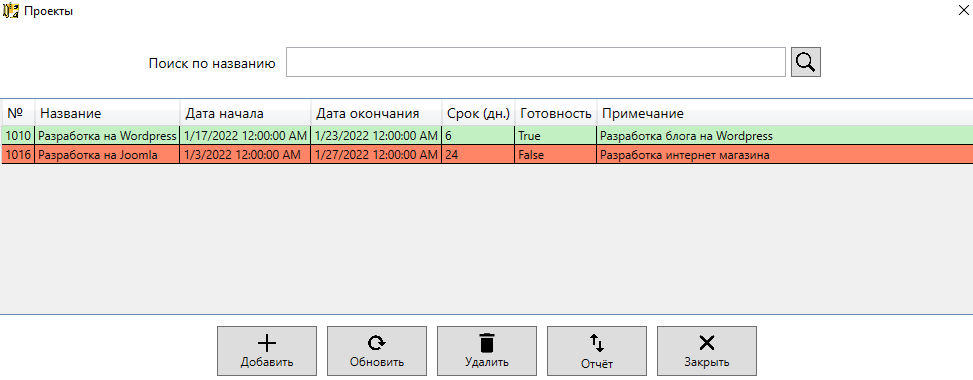 Проекты
Поиск по названию
№ Название Дата начала Дата окончания Срок (дн.) Готовность Примечание
1010 Разработка на Wordpress 1/17/2022 12:00:00 AM 1/23/2022 12:00:00 AM 6 True Разработка блога на Wordpress
1016 Разработка на Joomla 1/3/2022 12:00:00 AM 1/27/2022 12:00:00 AM 24 False Разработка интернет магазина
Добавить Обновить Удалить Отчёт Закрыть